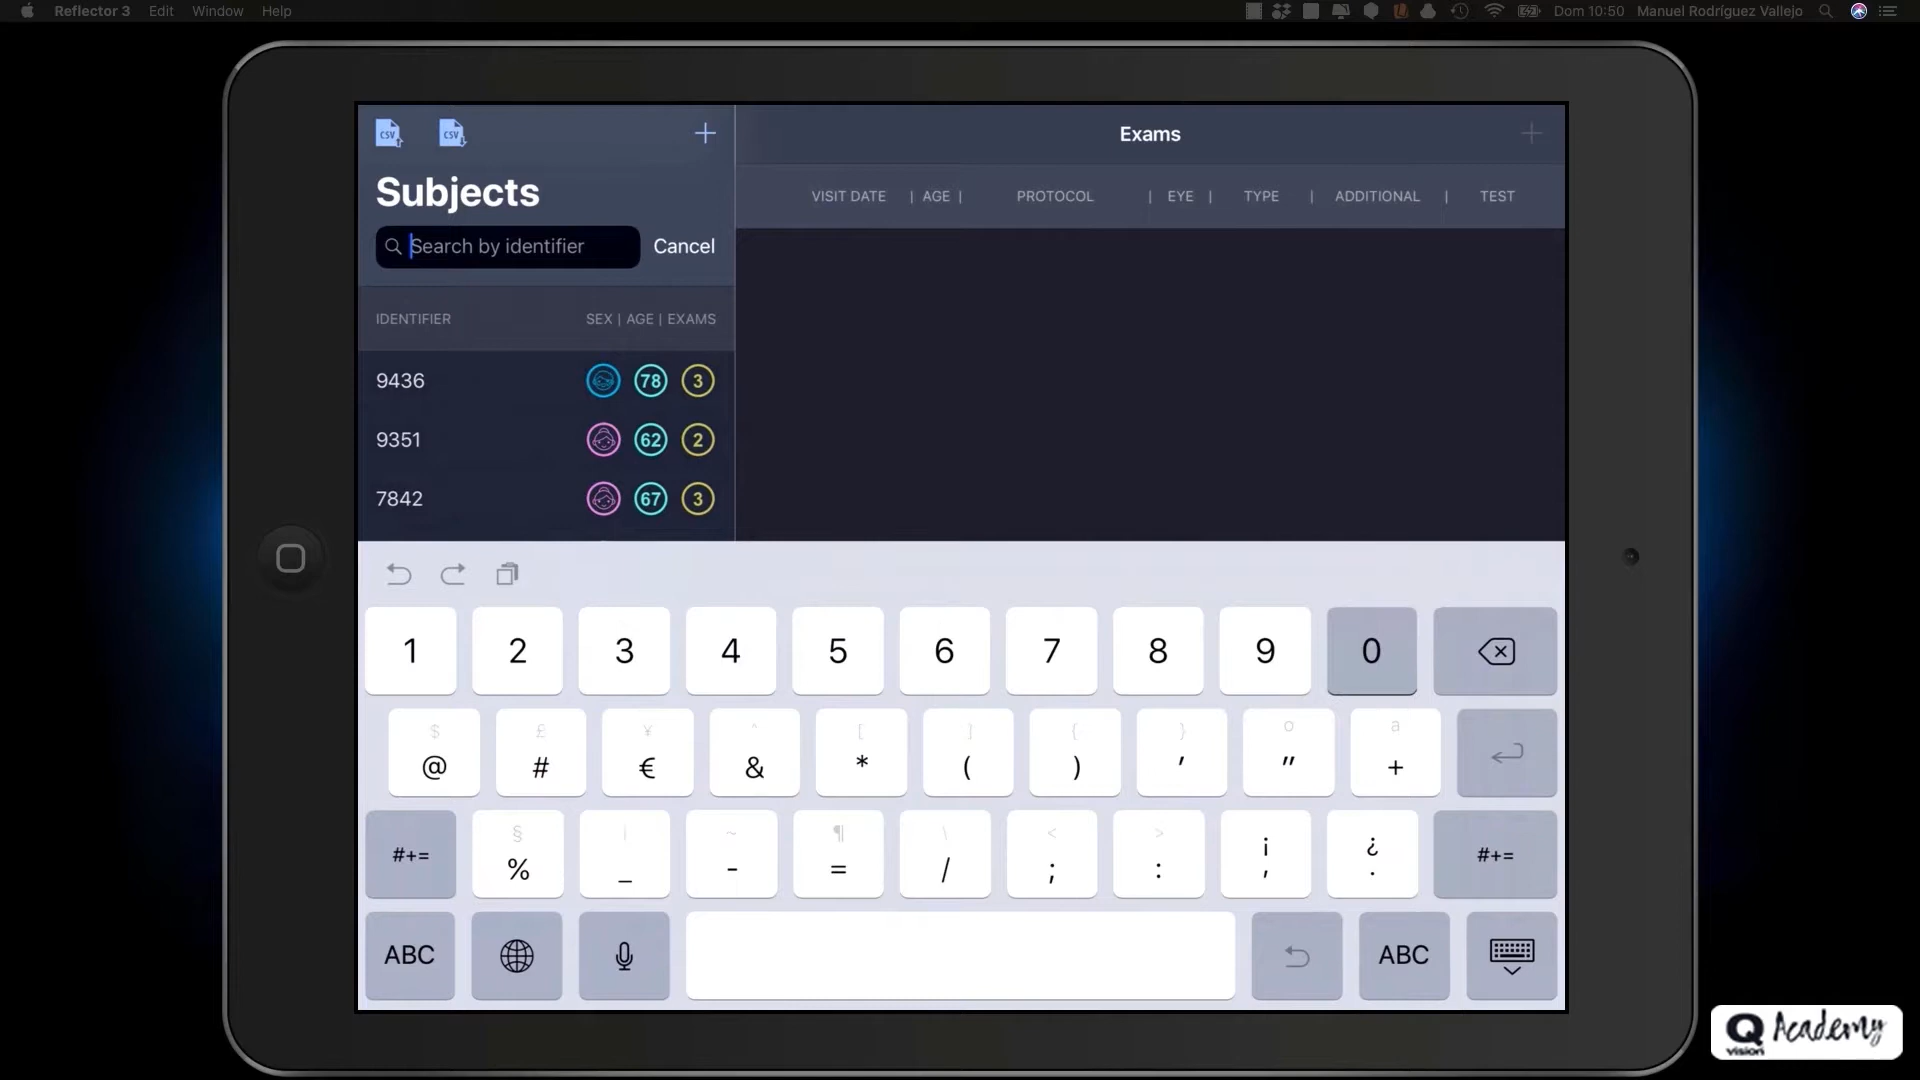 Reflector 3 Edit Window Help Dom 10:50 Manuel Rodríguez Vallejo
CSV CSV + Exams +
Subjects
VISIT DATE | AGE | PROTOCOL | EYE | TYPE | ADDITIONAL | TEST
Search by identifier Cancel
IDENTIFIER SEX | AGE | EXAMS
9436 78 3
9351 62 2
7842 67 3
1 2 3 4 5 6 7 8 9 0
$ £ ¥ ^ [ ] { } º ª
@ # € & * ( ) ' " +
§ | ~ ¶ \ < > ¡ ¿
#+= % _ - = / ; : , . #+=
ABC ABC
Q vision Academy